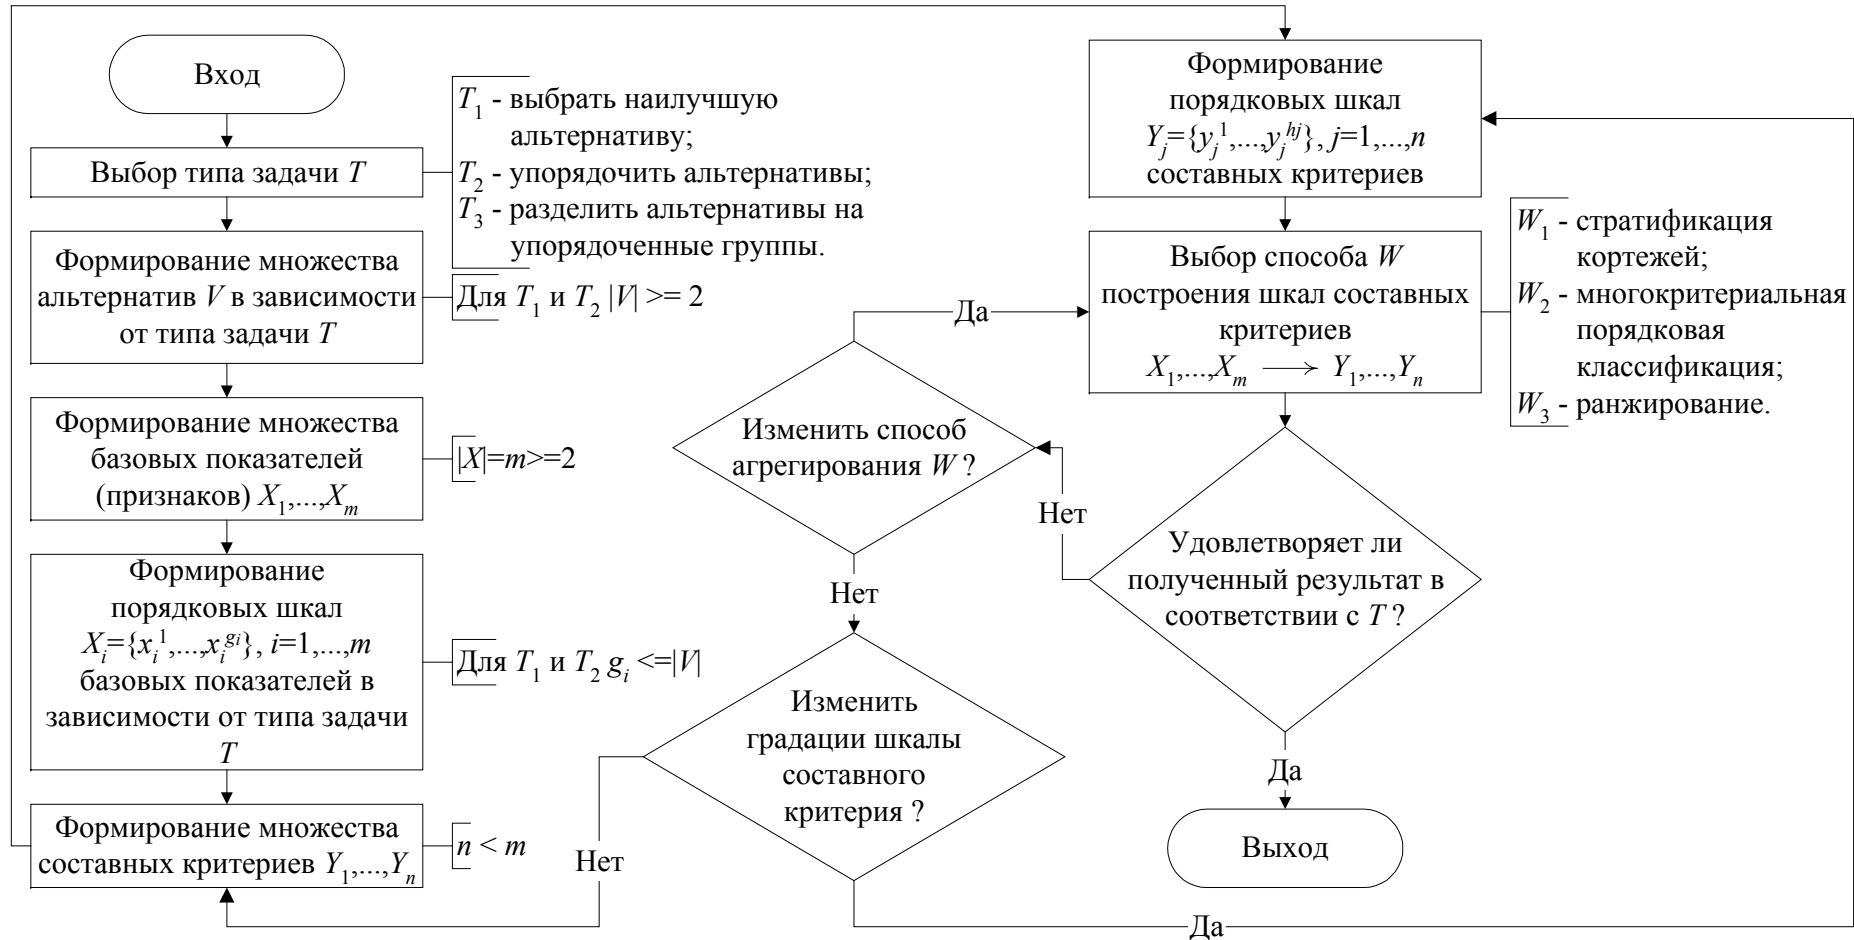 Вход
Выбор типа задачи T
T₁ - выбрать наилучшую
альтернативу;
T₂ - упорядочить альтернативы;
T₃ - разделить альтернативы на
упорядоченные группы.
Формирование множества
альтернатив V в зависимости
от типа задачи T
Для T₁ и T₂ |V| >= 2
Формирование множества
базовых показателей
(признаков) X₁,...,Xₘ
|X|=m>=2
Формирование
порядковых шкал
Xᵢ={xᵢ¹,...,xᵢ^gᵢ}, i=1,...,m
базовых показателей в
зависимости от типа задачи
T
Для T₁ и T₂ gᵢ <=|V|
Формирование множества
составных критериев Y₁,...,Yₙ
n < m
Формирование
порядковых шкал
Yⱼ={yⱼ¹,...,yⱼ^hj}, j=1,...,n
составных критериев
Выбор способа W
построения шкал составных
критериев
X₁,...,Xₘ ⟶ Y₁,...,Yₙ
W₁ - стратификация
кортежей;
W₂ - многокритериальная
порядковая
классификация;
W₃ - ранжирование.
Удовлетворяет ли
полученный результат в
соответствии с T ?
Да
Выход
Нет
Изменить способ
агрегирования W ?
Да
Нет
Изменить
градации шкалы
составного
критерия ?
Нет
Да